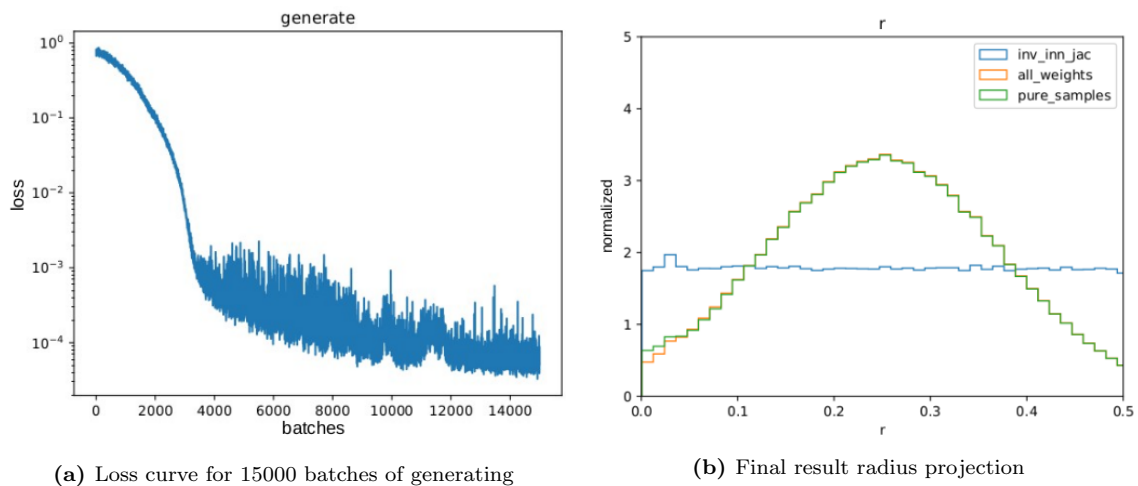 generate
10^0
10^-1
10^-2
10^-3
10^-4
loss
0 2000 4000 6000 8000 10000 12000 14000
batches
(a) Loss curve for 15000 batches of generating
r
5
4
3
2
1
0
normalized
inv_inn_jac
all_weights
pure_samples
0.0 0.1 0.2 0.3 0.4 0.5
r
(b) Final result radius projection